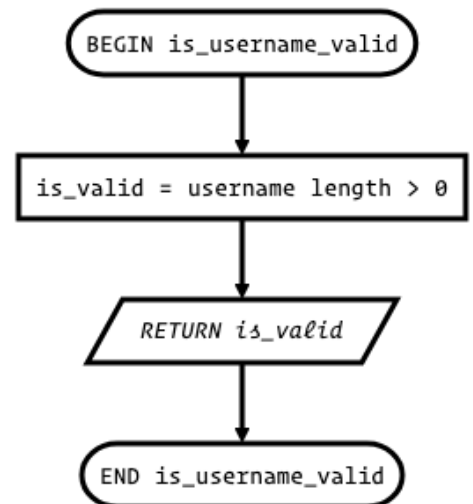 BEGIN is_username_valid
is_valid = username length > 0
RETURN is_valid
END is_username_valid